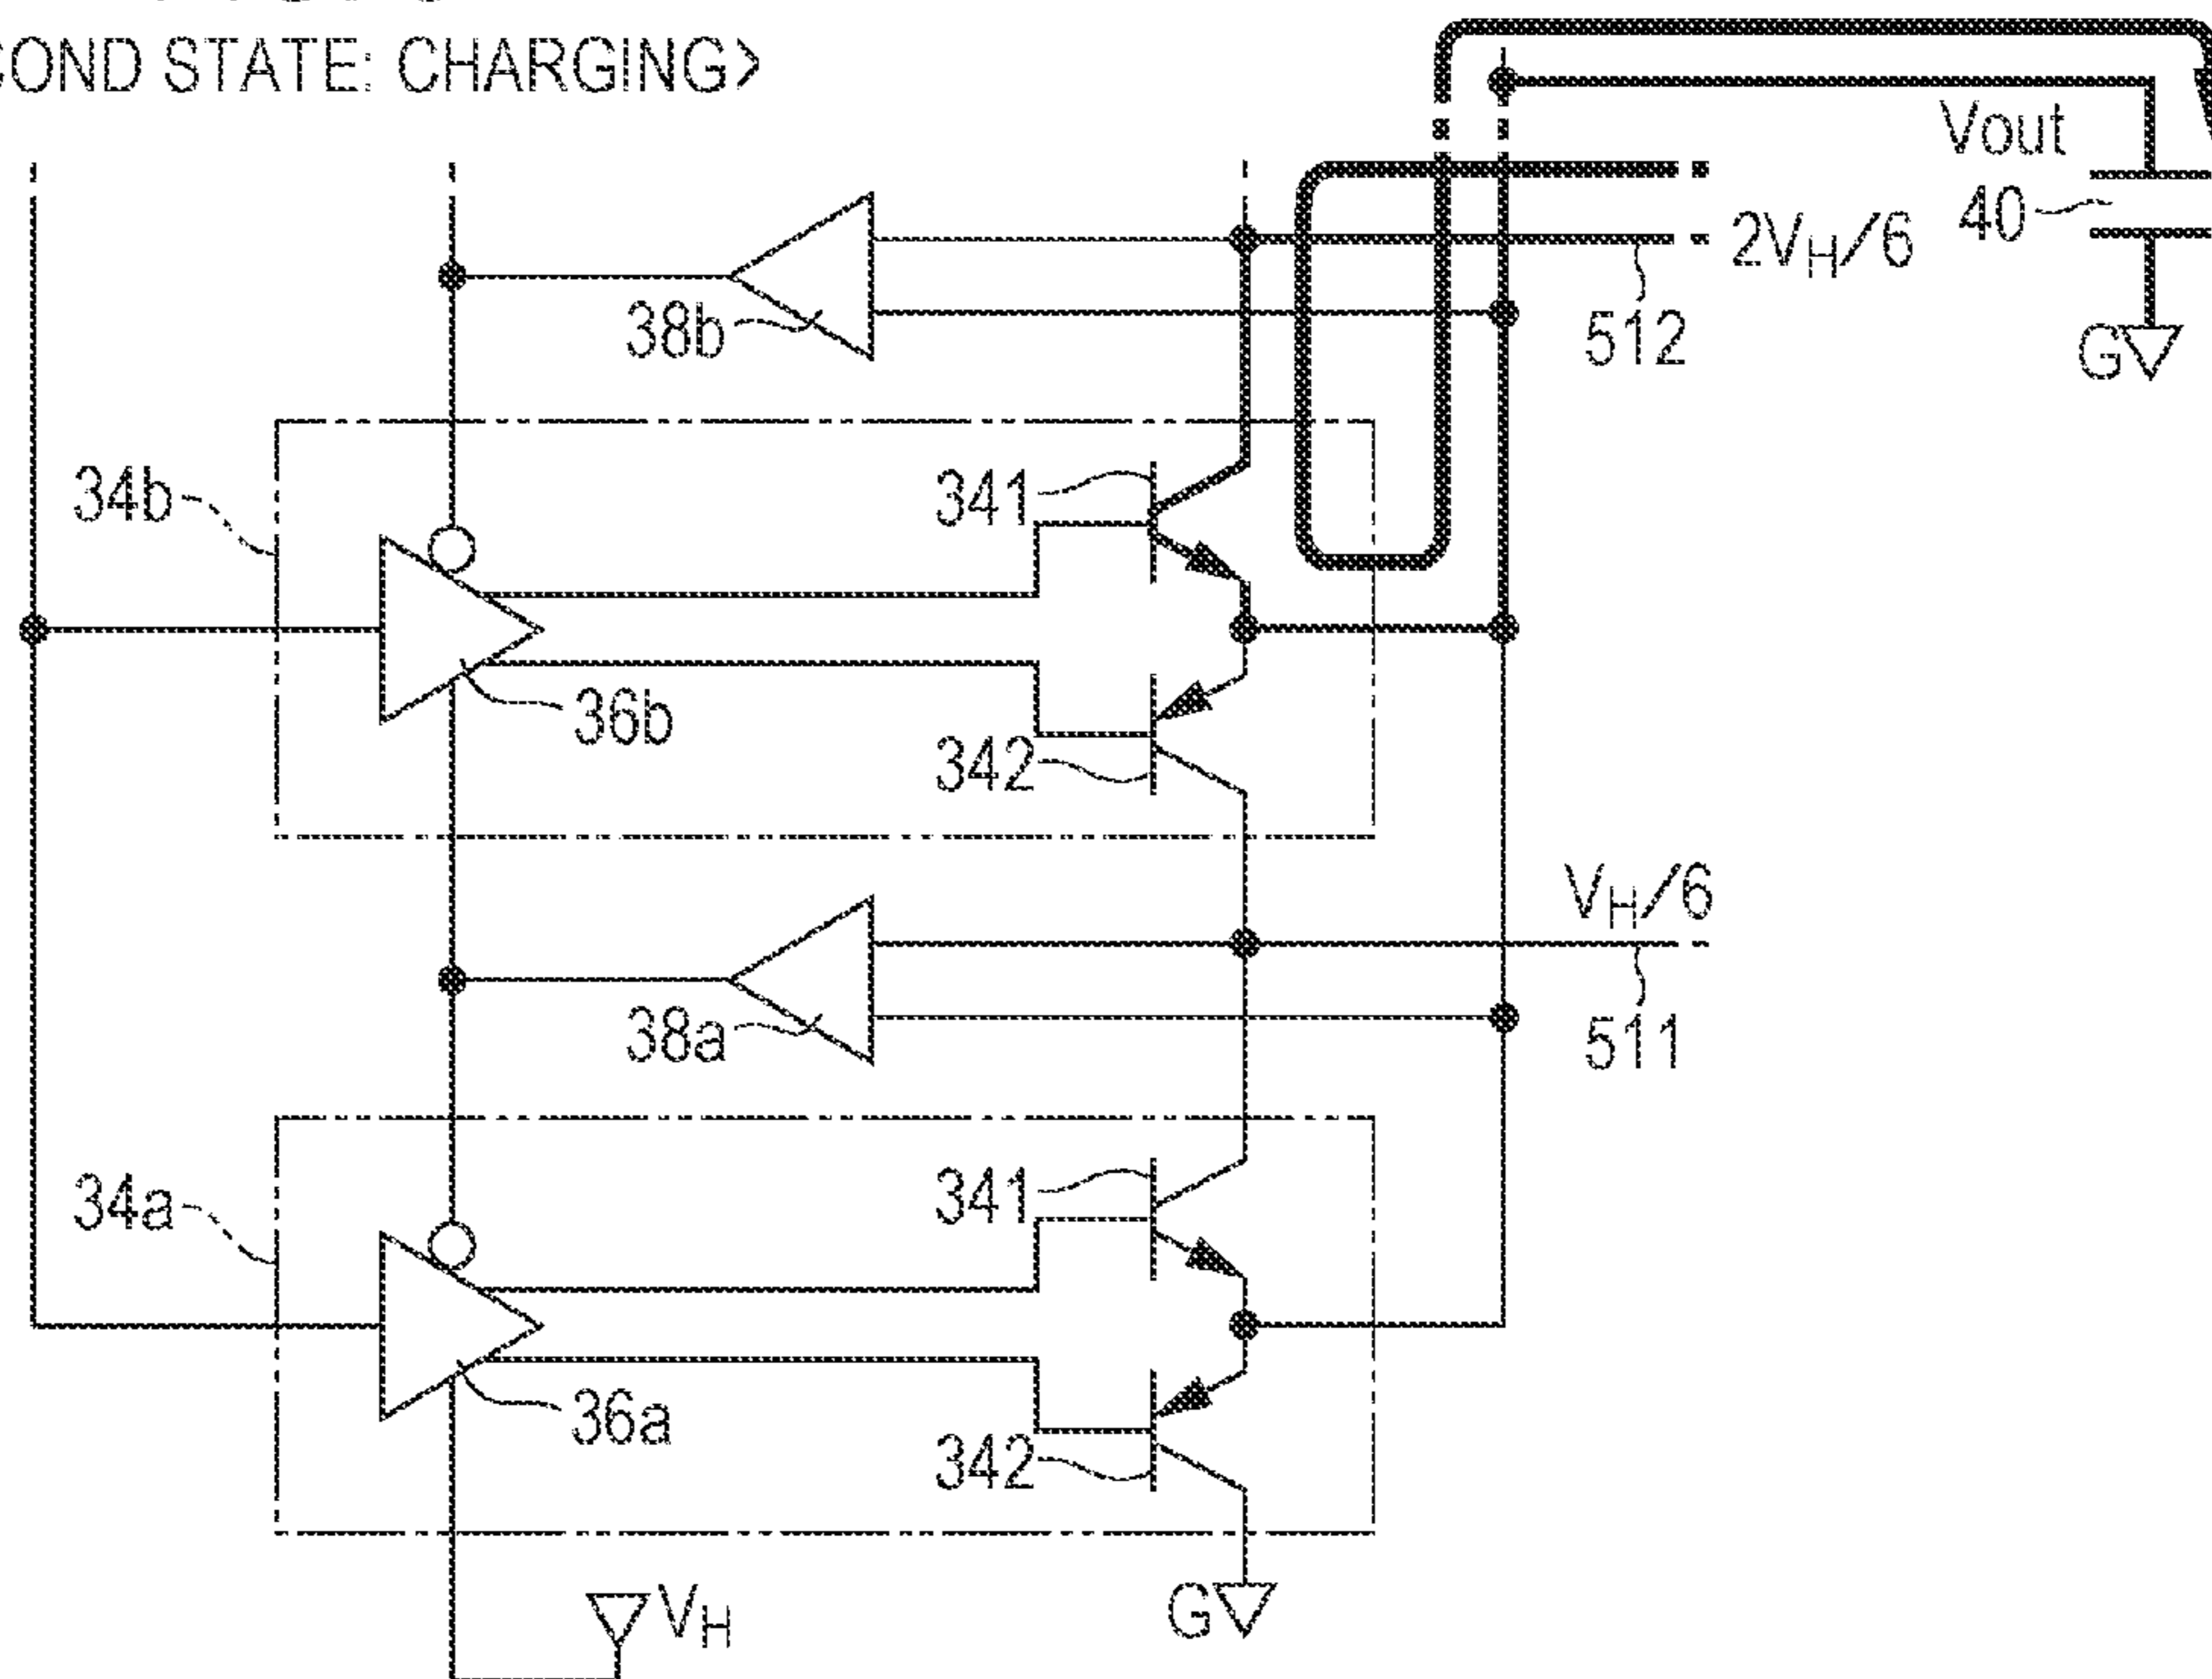 COND STATE: CHARGING>
Vout
40
2VH/6
38b
512
G
34b
341
36b
342
VH/6
38a
511
34a
341
36a
342
VH
G